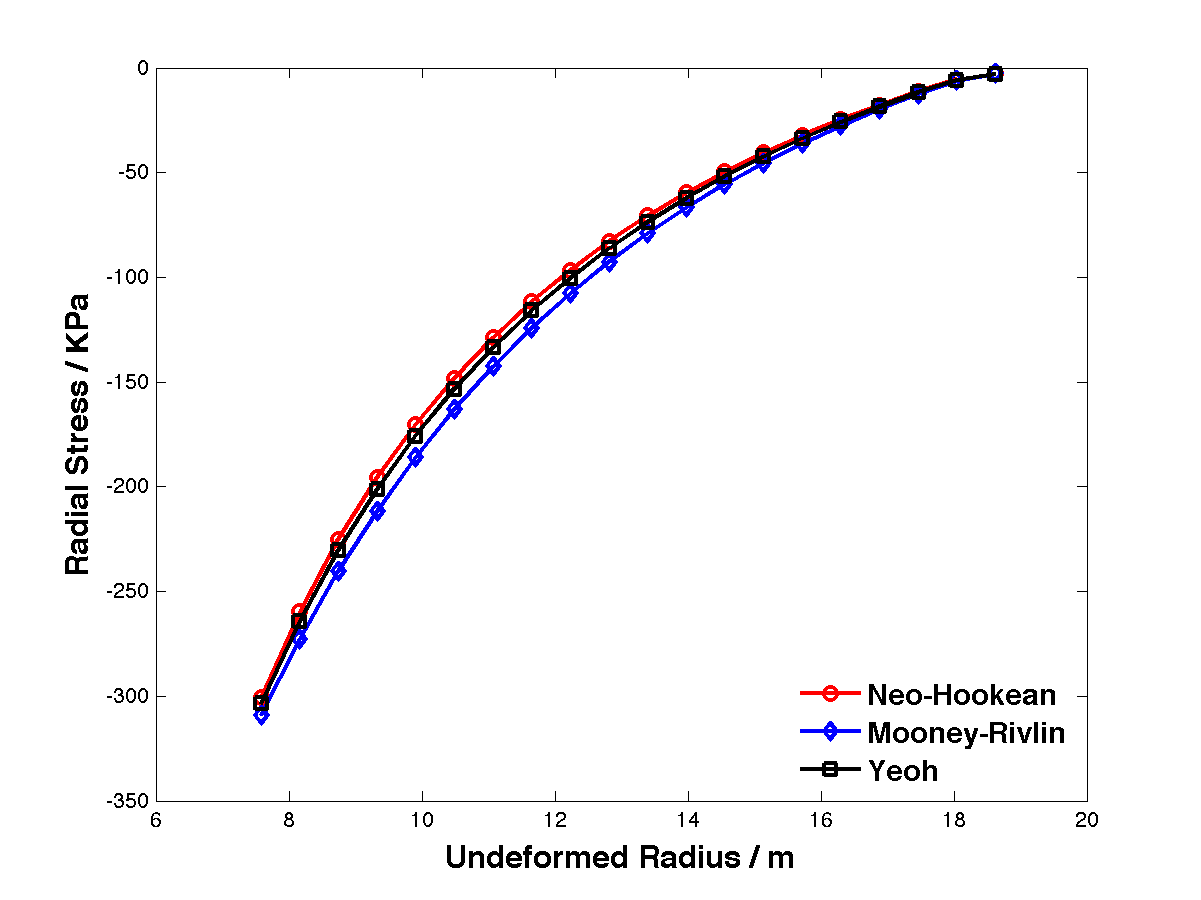 0
-50
-100
-150
-200
-250
-300
-350
Radial Stress / KPa
6 8 10 12 14 16 18 20
Undeformed Radius / m
Neo-Hookean
Mooney-Rivlin
Yeoh